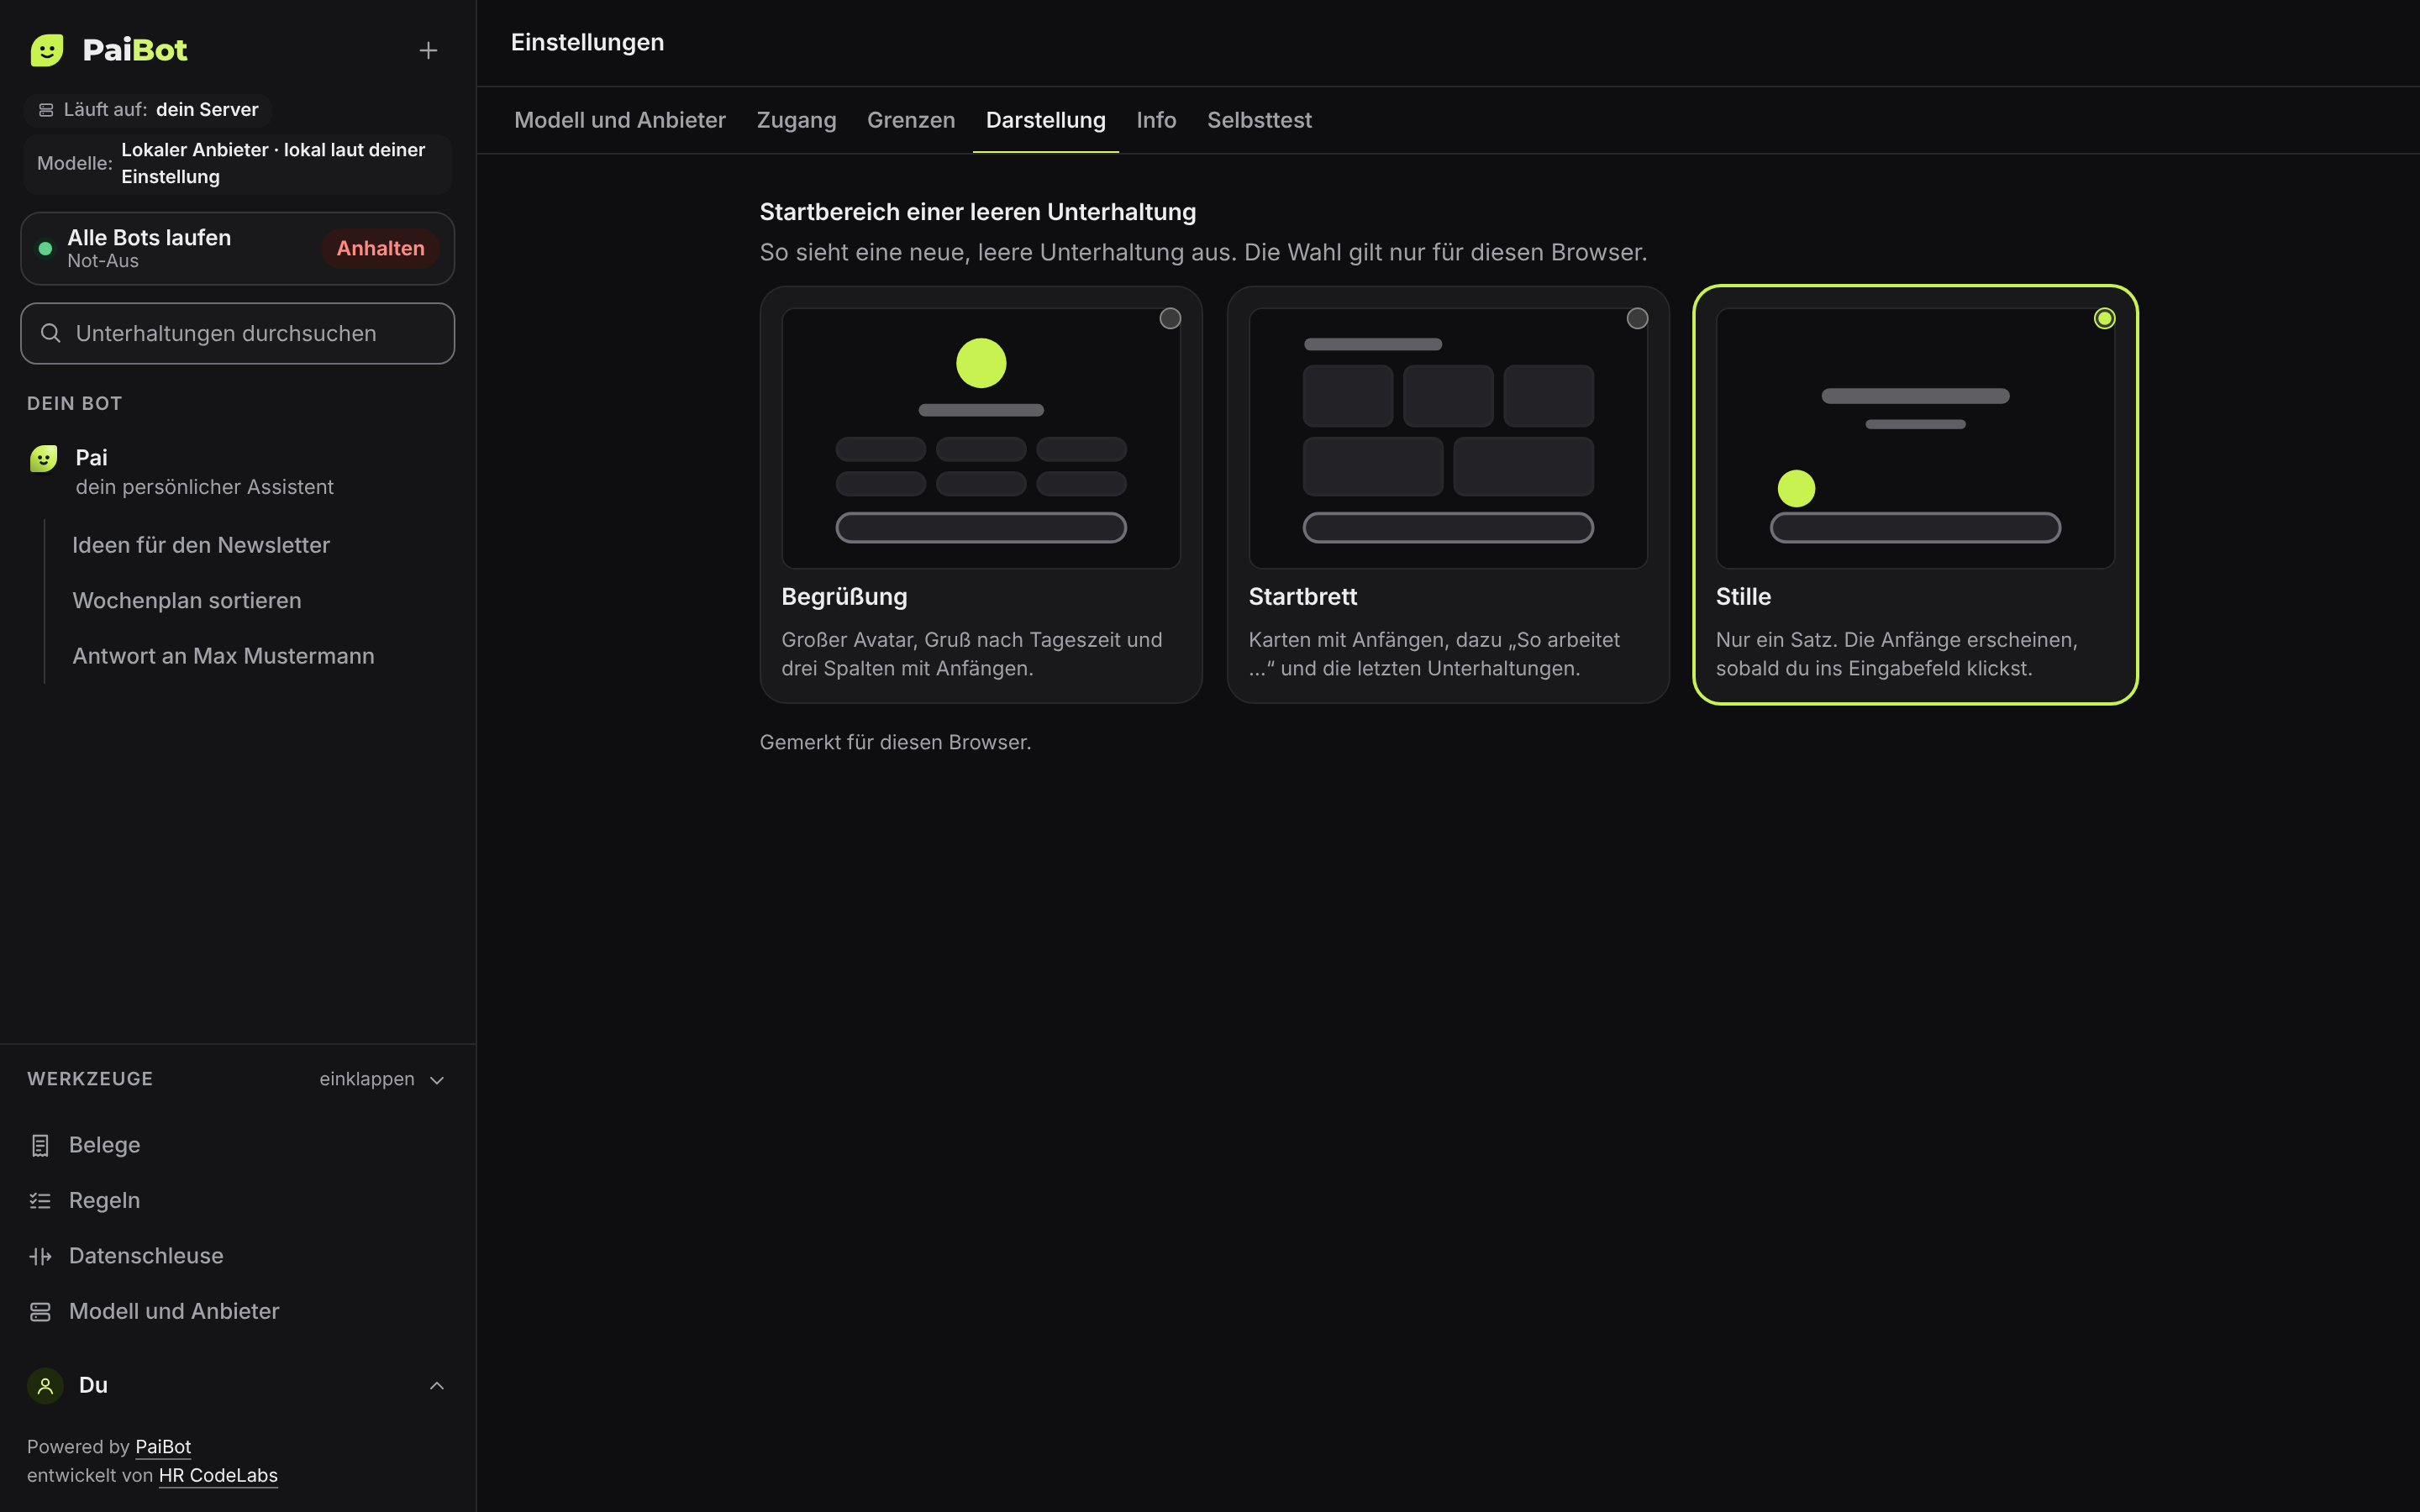 PaiBot
Läuft auf: dein Server
Modelle: Lokaler Anbieter · lokal laut deiner
Einstellung
Alle Bots laufen
Not-Aus
Anhalten
Unterhaltungen durchsuchen
DEIN BOT
Pai
dein persönlicher Assistent
Ideen für den Newsletter
Wochenplan sortieren
Antwort an Max Mustermann
WERKZEUGE
einklappen
Belege
Regeln
Datenschleuse
Modell und Anbieter
Du
Powered by PaiBot
entwickelt von HR CodeLabs
Einstellungen
Modell und Anbieter Zugang Grenzen Darstellung Info Selbsttest
Startbereich einer leeren Unterhaltung
So sieht eine neue, leere Unterhaltung aus. Die Wahl gilt nur für diesen Browser.
Begrüßung
Großer Avatar, Gruß nach Tageszeit und
drei Spalten mit Anfängen.
Startbrett
Karten mit Anfängen, dazu „So arbeitet
…“ und die letzten Unterhaltungen.
Stille
Nur ein Satz. Die Anfänge erscheinen,
sobald du ins Eingabefeld klickst.
Gemerkt für diesen Browser.